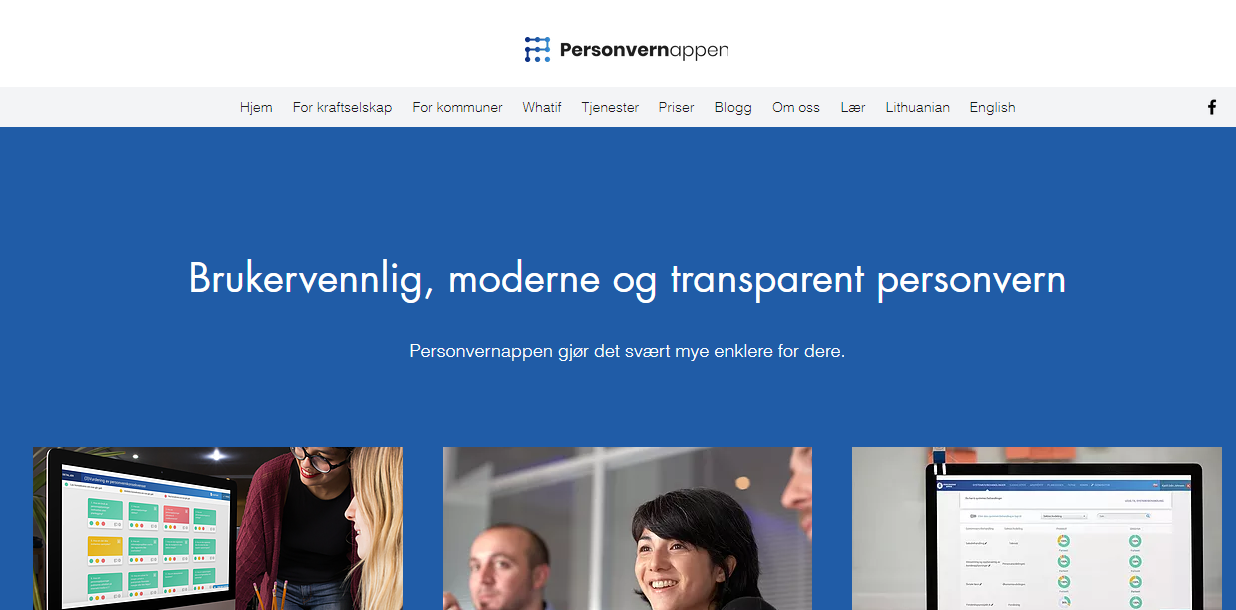 Personvernappen
Hjem For kraftselskap For kommuner Whatif Tjenester Priser Blogg Om oss Lær Lithuanian English
Brukervennlig, moderne og transparent personvern
Personvernappen gjør det svært mye enklere for dere.